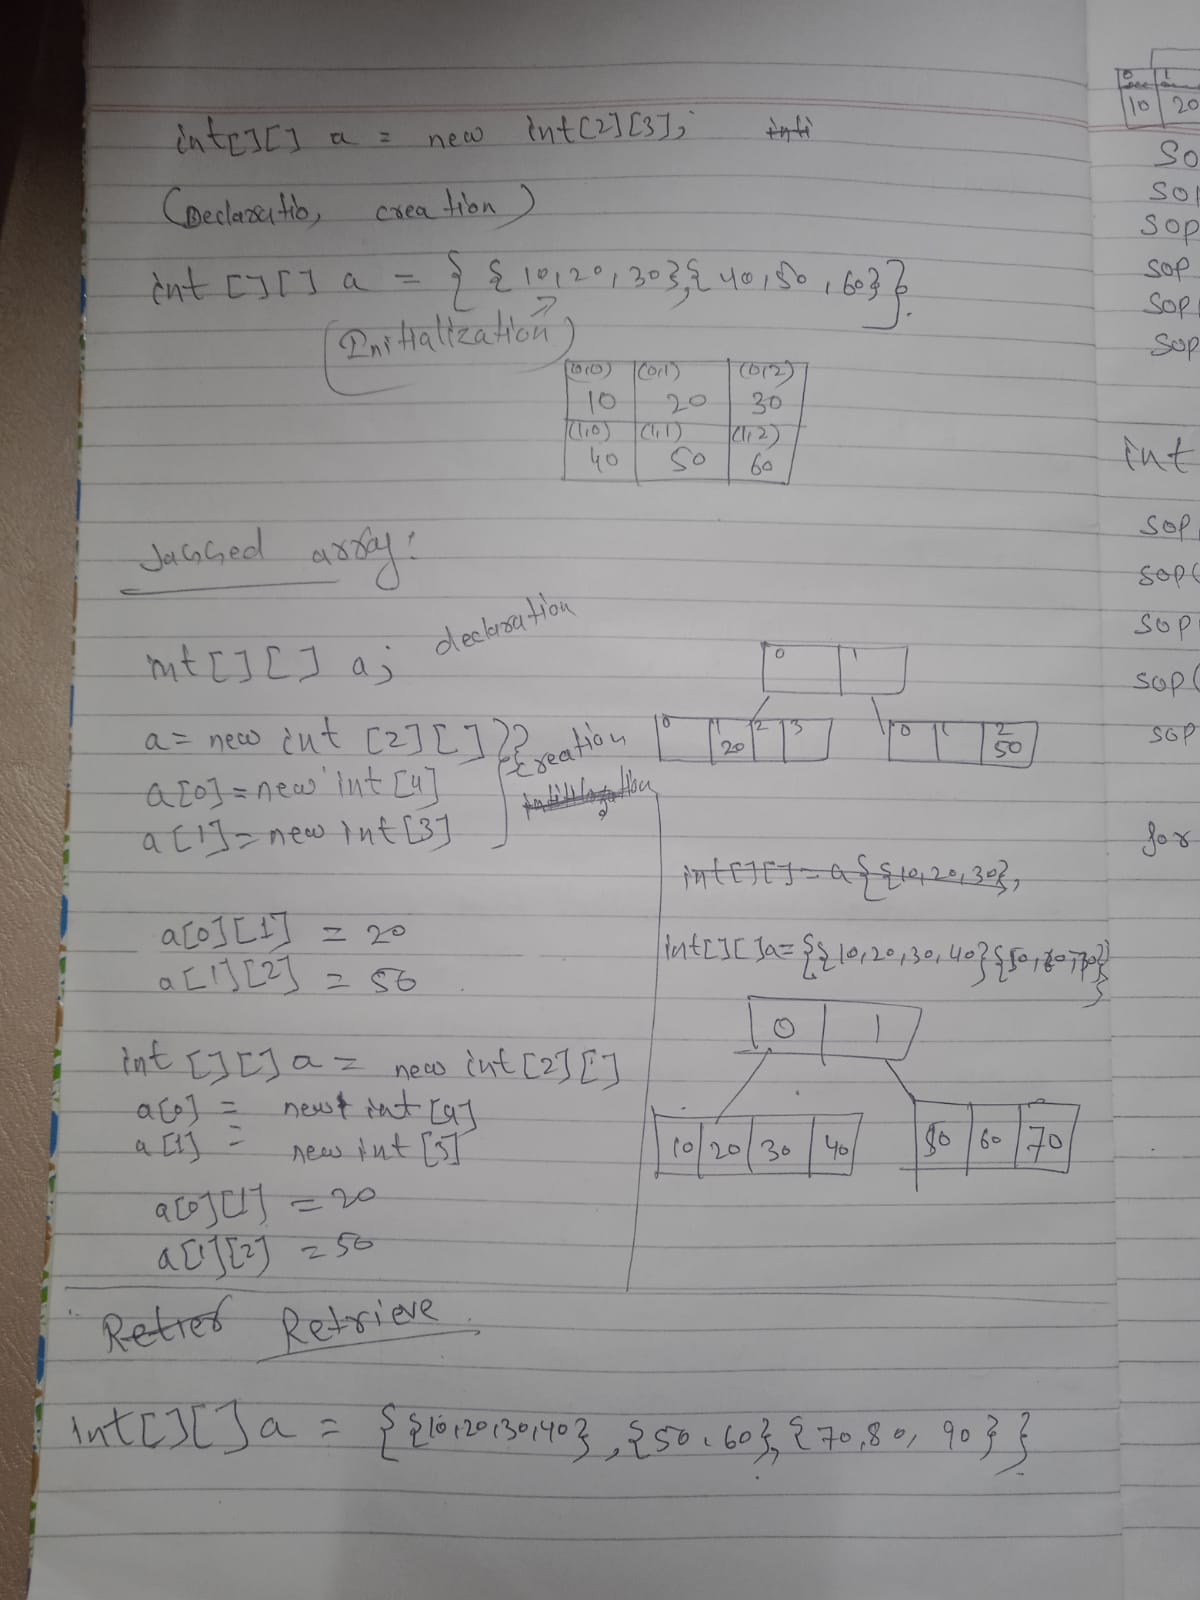 int[][] a = new int[2][3]; inti
(Declaratio, creation)
int [][] a = { {10,20,30},{40,50,60}}.
(Initialization)
(0,0) (0,1) (0,2)
10 20 30
(1,0) (1,1) (1,2)
40 50 60
Jagged array:
int[][] a; declaration
a = new int [2][]
a[0] = new int [4]
a[1] = new int [3]
creation
0 1
0 1 2 3
20
0 1 2
50
a[0][1] = 20
a[1][2] = 50
int [][] a = new int [2][]
a[0] = new int [4]
a[1] = new int [3]
a[0][1] = 20
a[1][2] = 50
int[][] = a{{10,20,30},
int[][]a={{10,20,30,40}{50,60,70}}
0 1
10 20 30 40
50 60 70
Retrieve
int[][]a = {{10,20,30,40},{50,60},{70,80,90}}
0 1
10 20
so
sop
sop
sop
sop
int
sop
sop(
sop
sop(
sop
for